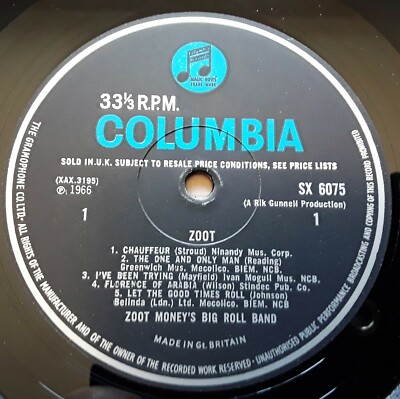 MAGIC NOTES
TRADE MARK
33⅓ R.P.M.
COLUMBIA
SOLD IN U.K. SUBJECT TO RESALE PRICE CONDITIONS, SEE PRICE LISTS
(XAX.3195)
℗ 1966
SX 6075
(A Rik Gunnell Production)
1
1
ZOOT
1. CHAUFFEUR (Stroud) Ninandy Mus. Corp.
2. THE ONE AND ONLY MAN (Reading)
Greenwich Mus. Mecolico. BIEM. NCB.
3. I'VE BEEN TRYING (Mayfield) Ivan Mogull Mus. NCB.
4. FLORENCE OF ARABIA (Wilson) Stindec Pub. Co.
5. LET THE GOOD TIMES ROLL (Johnson)
Belinda (Ldn.) Ltd. Mecolico. BIEM. NCB
ZOOT MONEY'S BIG ROLL BAND
MADE IN GT. BRITAIN
THE GRAMOPHONE CO. LTD. ALL RIGHTS OF THE MANUFACTURER AND OF THE OWNER OF THE RECORDED WORK RESERVED. UNAUTHORISED PUBLIC PERFORMANCE BROADCASTING AND COPYING OF THIS RECORD PROHIBITED